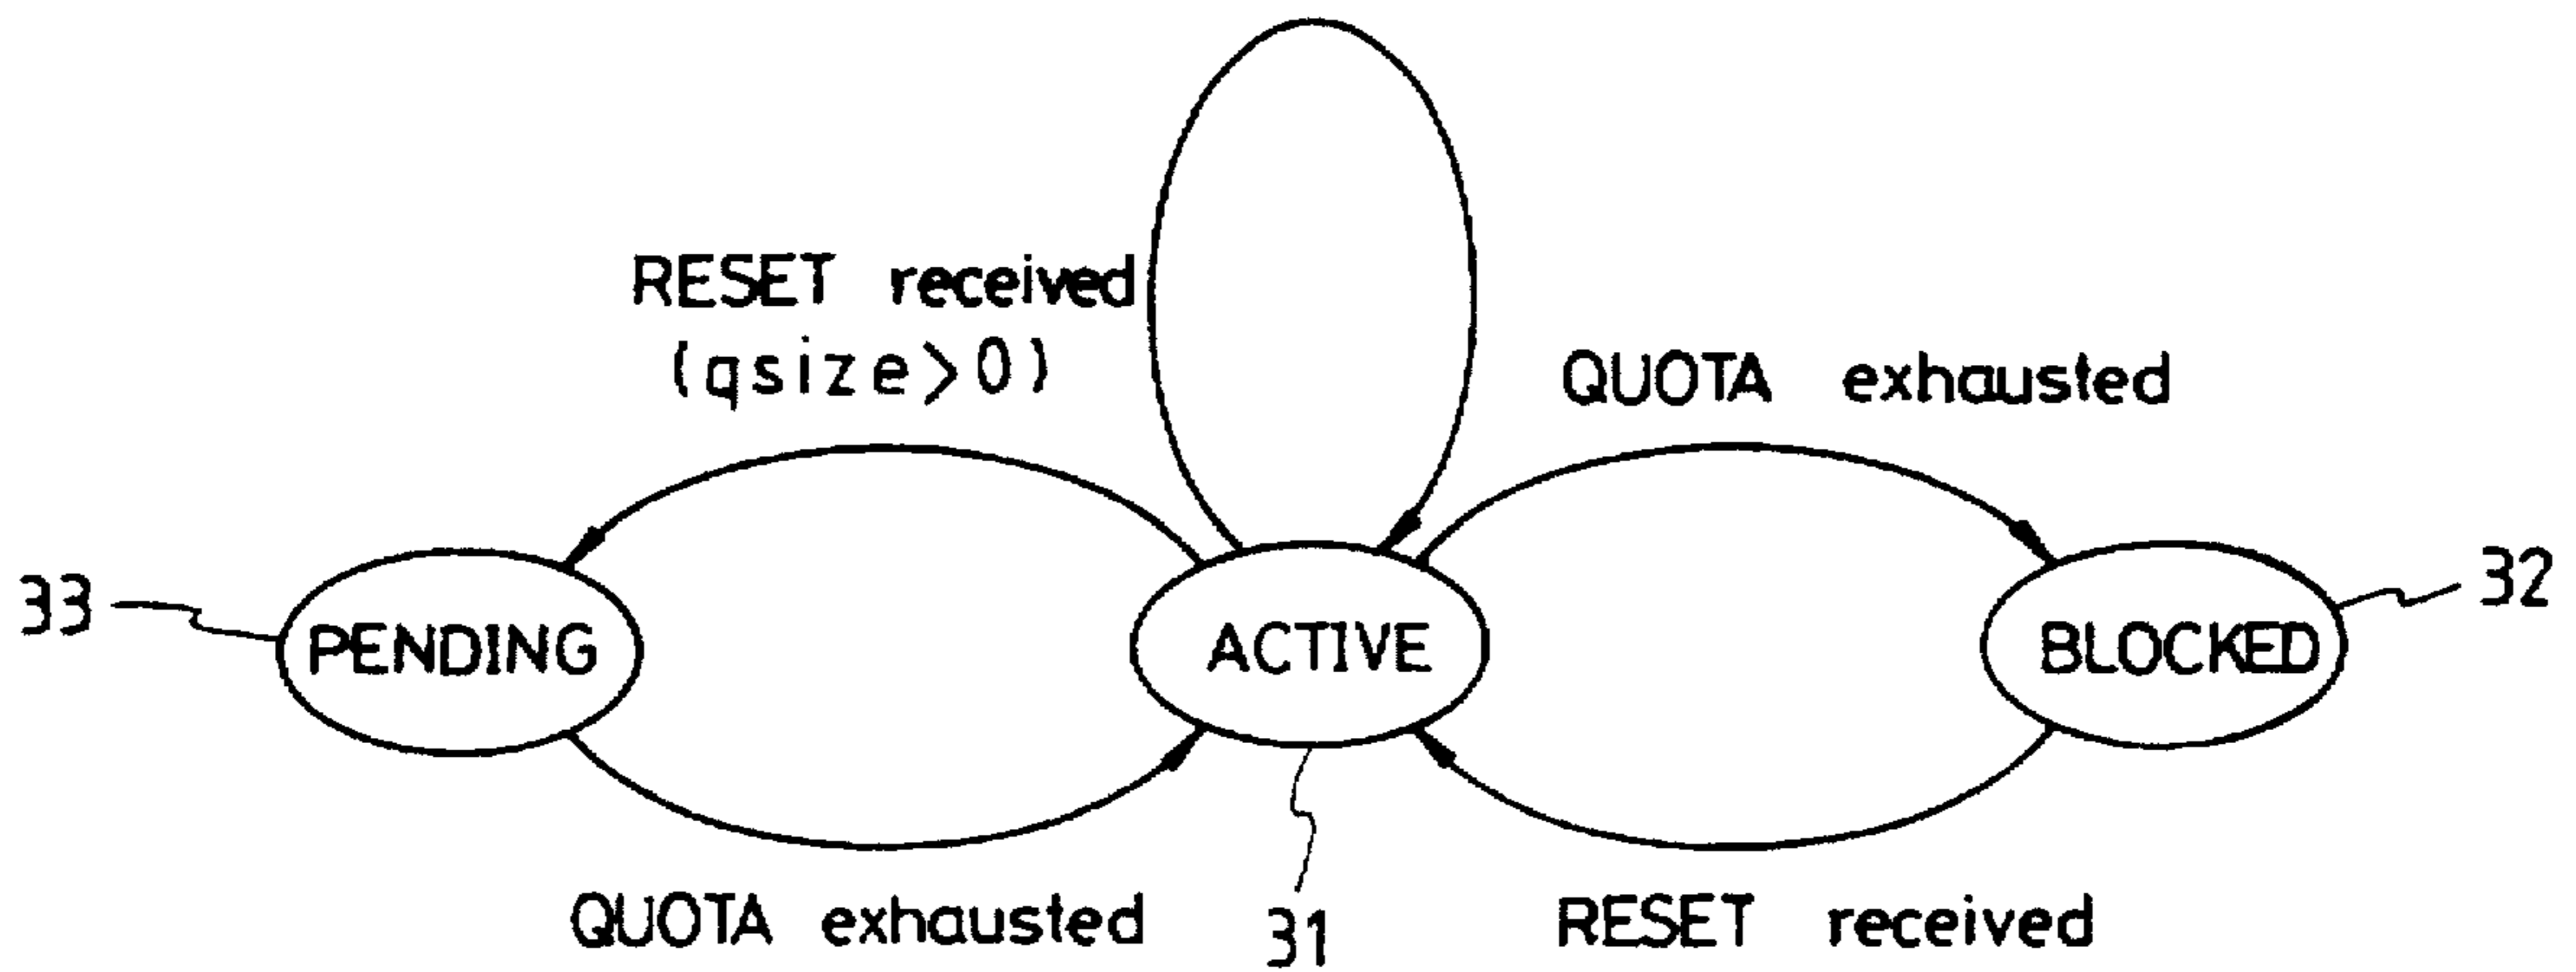 RESET received
(qsize>0)
QUOTA exhausted
33
PENDING
ACTIVE
BLOCKED
32
QUOTA exhausted
31
RESET received